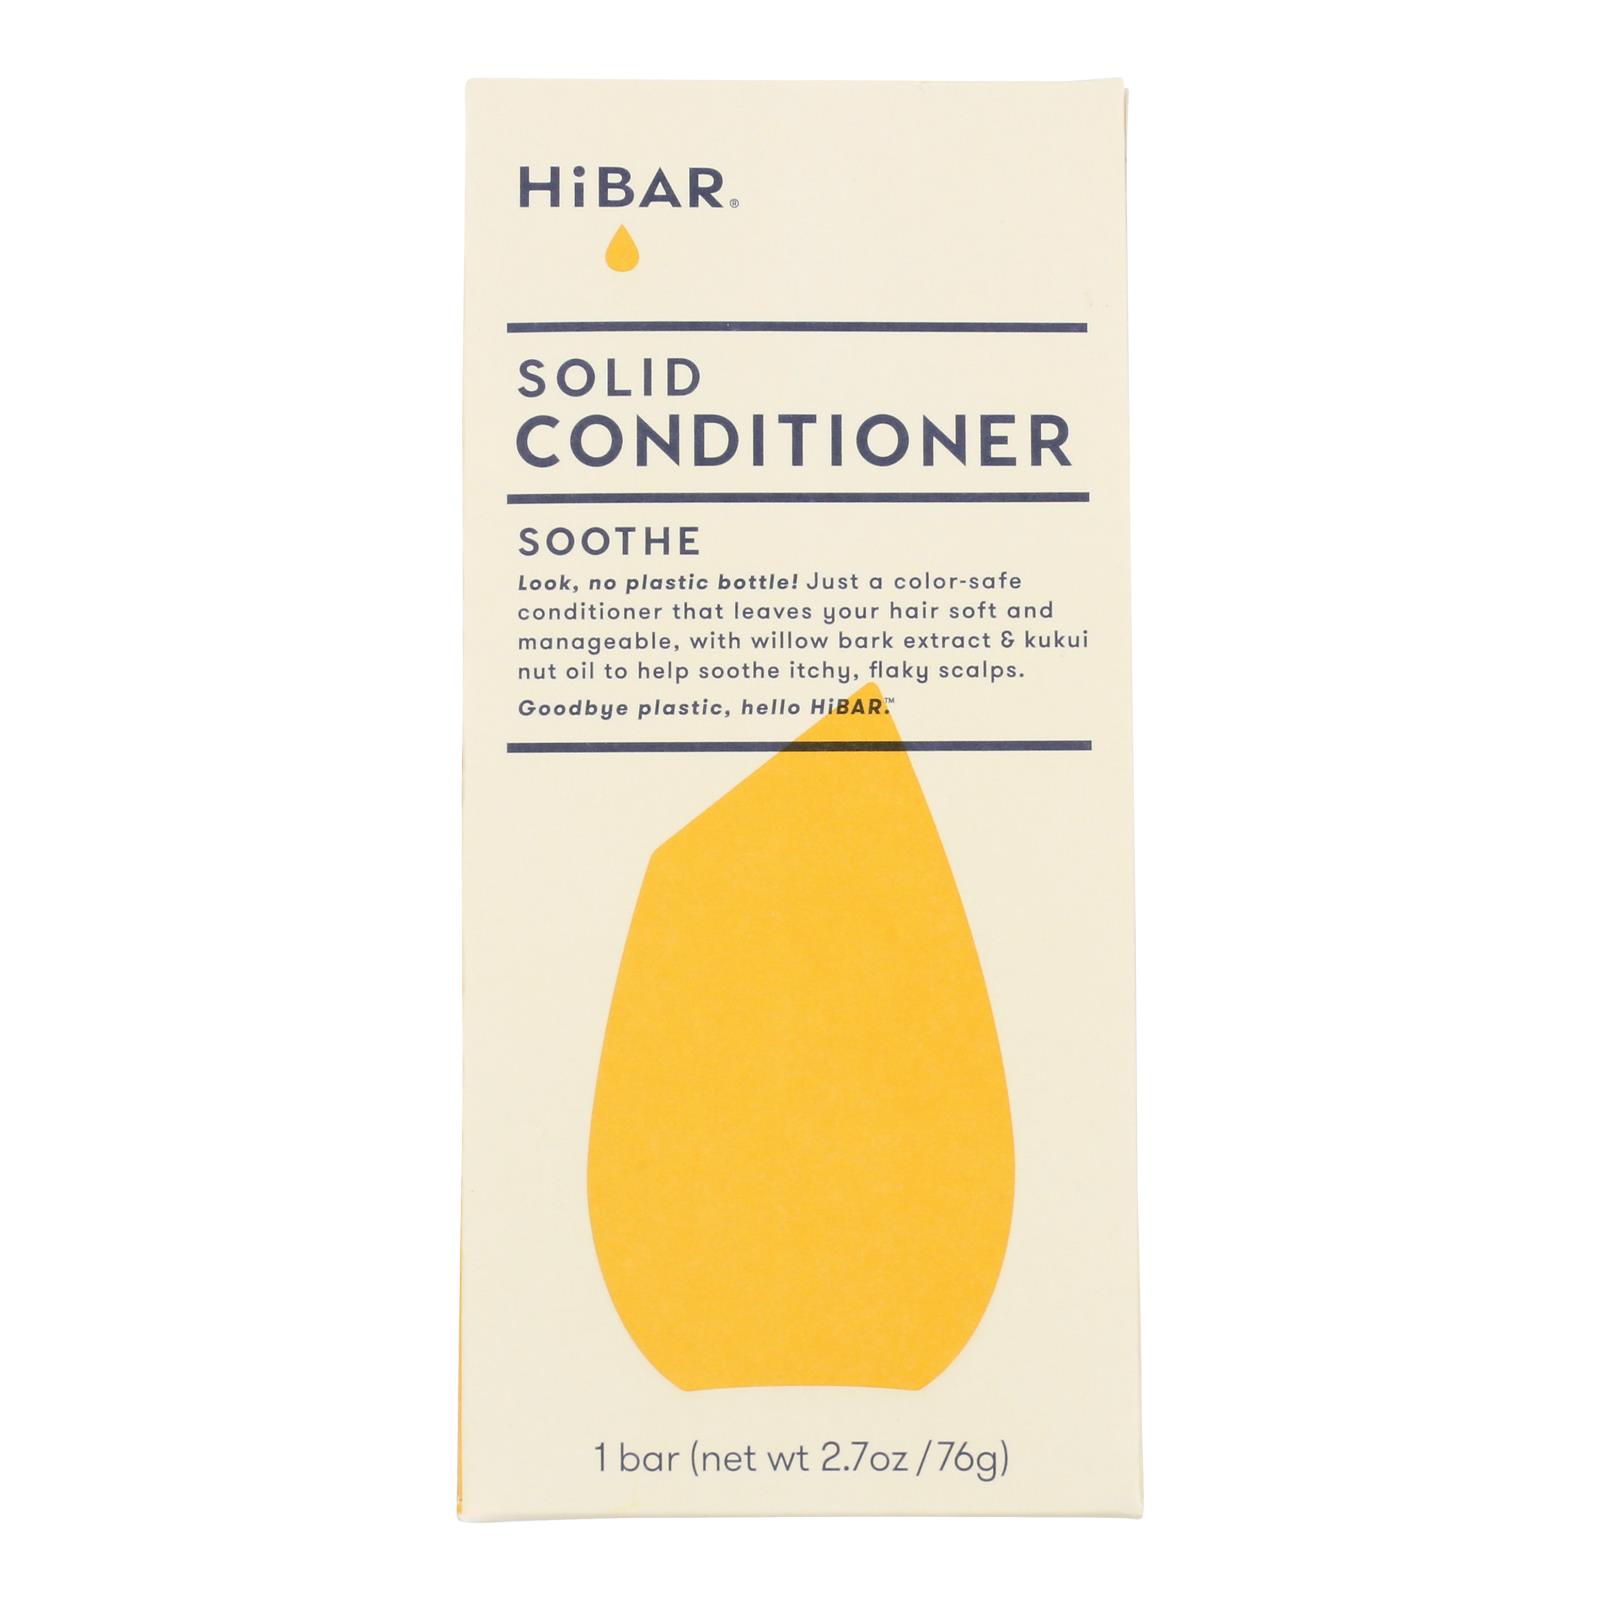 HiBAR®
SOLID
CONDITIONER
SOOTHE
Look, no plastic bottle! Just a color-safe
conditioner that leaves your hair soft and
manageable, with willow bark extract & kukui
nut oil to help soothe itchy, flaky scalps.
Goodbye plastic, hello HiBAR.™
1 bar (net wt 2.7oz / 76g)